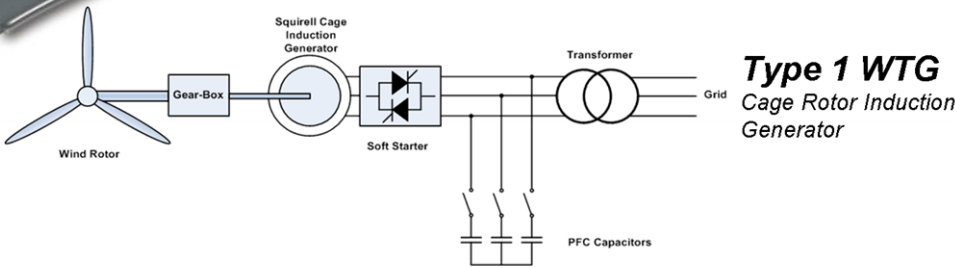 Squirell Cage
Induction
Generator
Transformer
Type 1 WTG
Cage Rotor Induction
Generator
Gear-Box
Grid
Wind Rotor
Soft Starter
PFC Capacitors